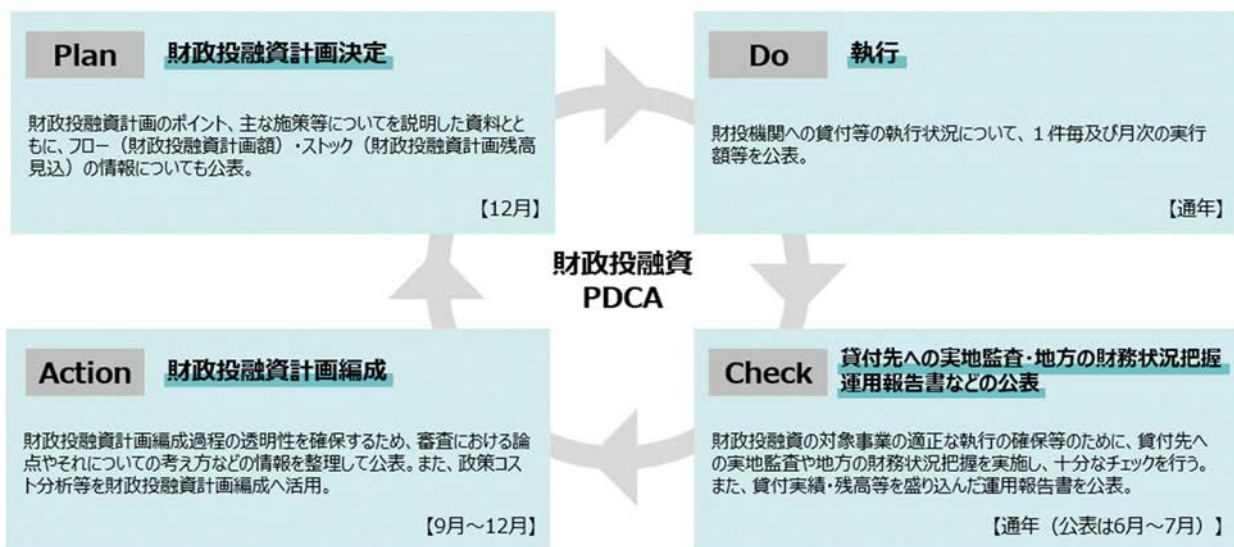 Plan 財政投融資計画決定
財政投融資計画のポイント、主な施策等についてを説明した資料とと
もに、フロー（財政投融資計画額）・ストック（財政投融資計画残高
見込）の情報についても公表。
【12月】
Do 執行
財投機関への貸付等の執行状況について、1件毎及び月次の実行
額等を公表。
【通年】
財政投融資
PDCA
Action 財政投融資計画編成
財政投融資計画編成過程の透明性を確保するため、審査における論
点やそれについての考え方などの情報を整理して公表。また、政策コス
ト分析等を財政投融資計画編成へ活用。
【9月～12月】
Check 貸付先への実地監査・地方の財務状況把握
運用報告書などの公表
財政投融資の対象事業の適正な執行の確保等のために、貸付先へ
の実地監査や地方の財務状況把握を実施し、十分なチェックを行う。
また、貸付実績・残高等を盛り込んだ運用報告書を公表。
【通年（公表は6月～7月）】